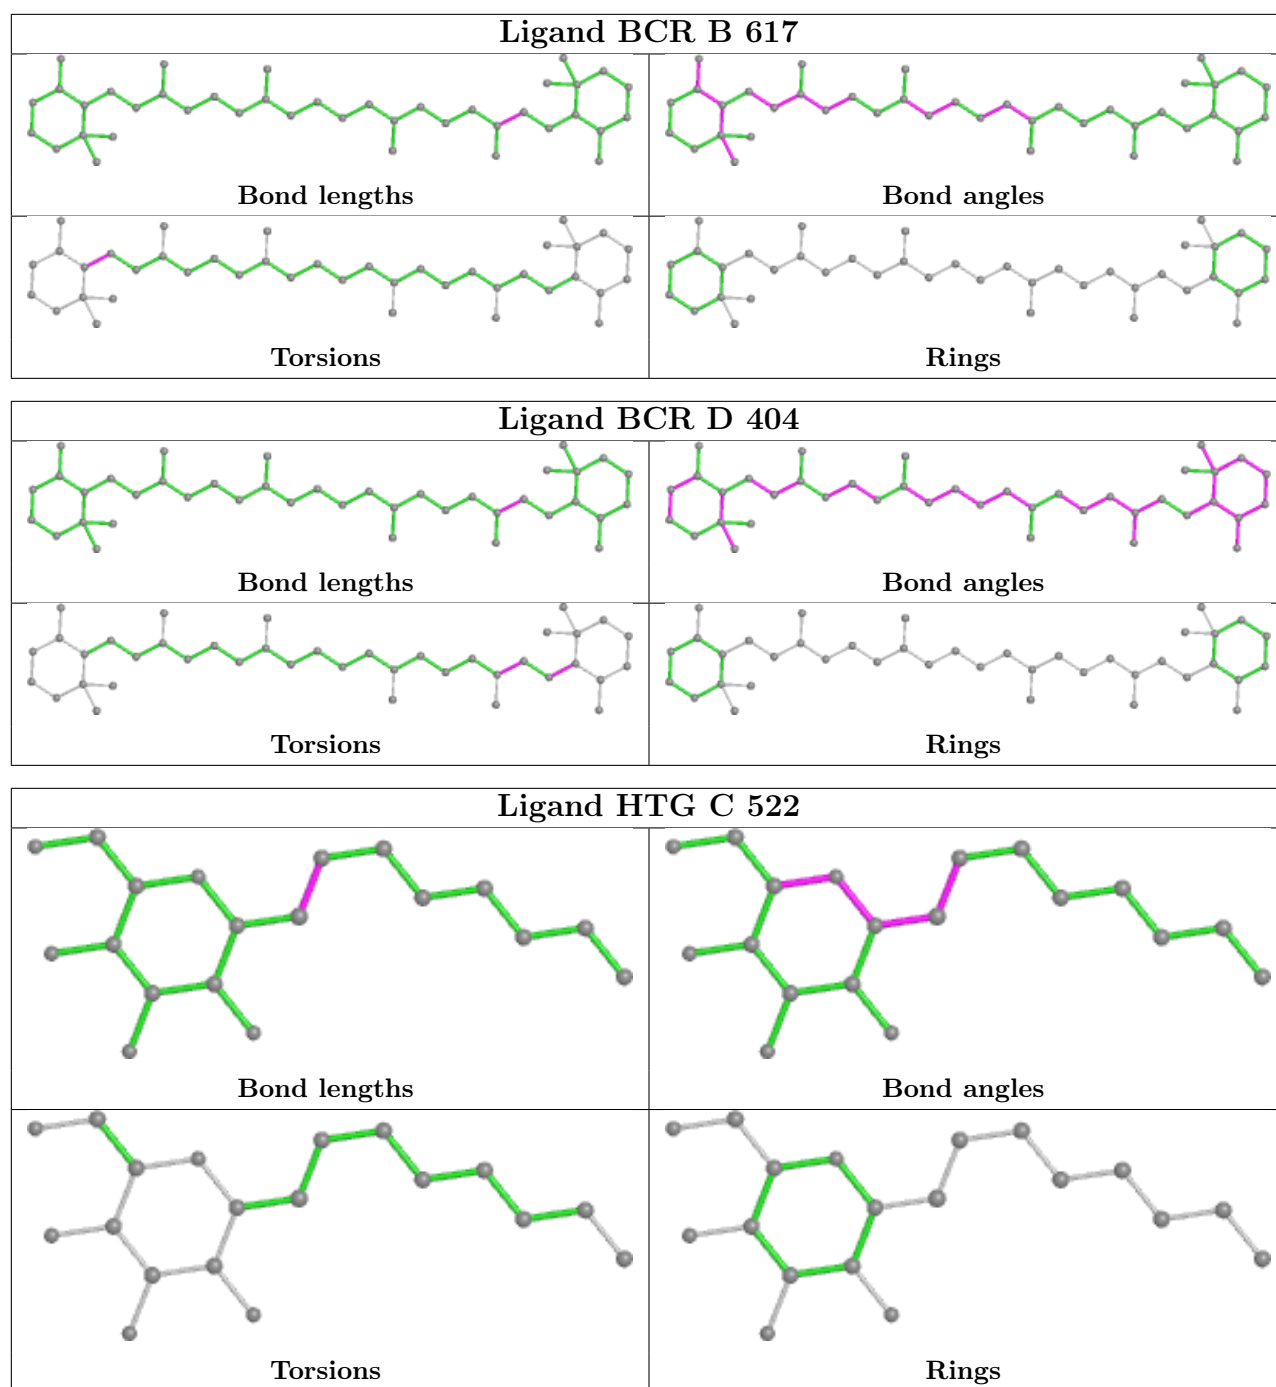 Ligand BCR B 617
Bond lengths
Bond angles
Torsions
Rings
Ligand BCR D 404
Bond lengths
Bond angles
Torsions
Rings
Ligand HTG C 522
Bond lengths
Bond angles
Torsions
Rings